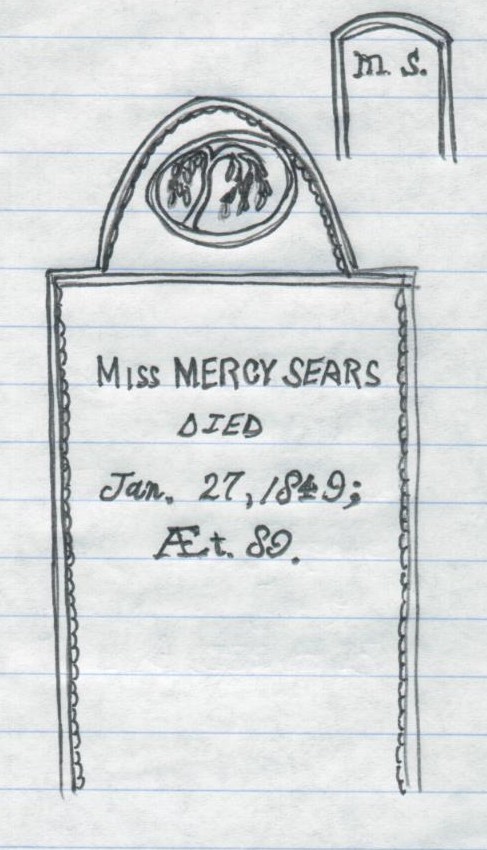 m. S.
Miss MERCY SEARS
DIED
Jan. 27, 1849;
Æt. 89.